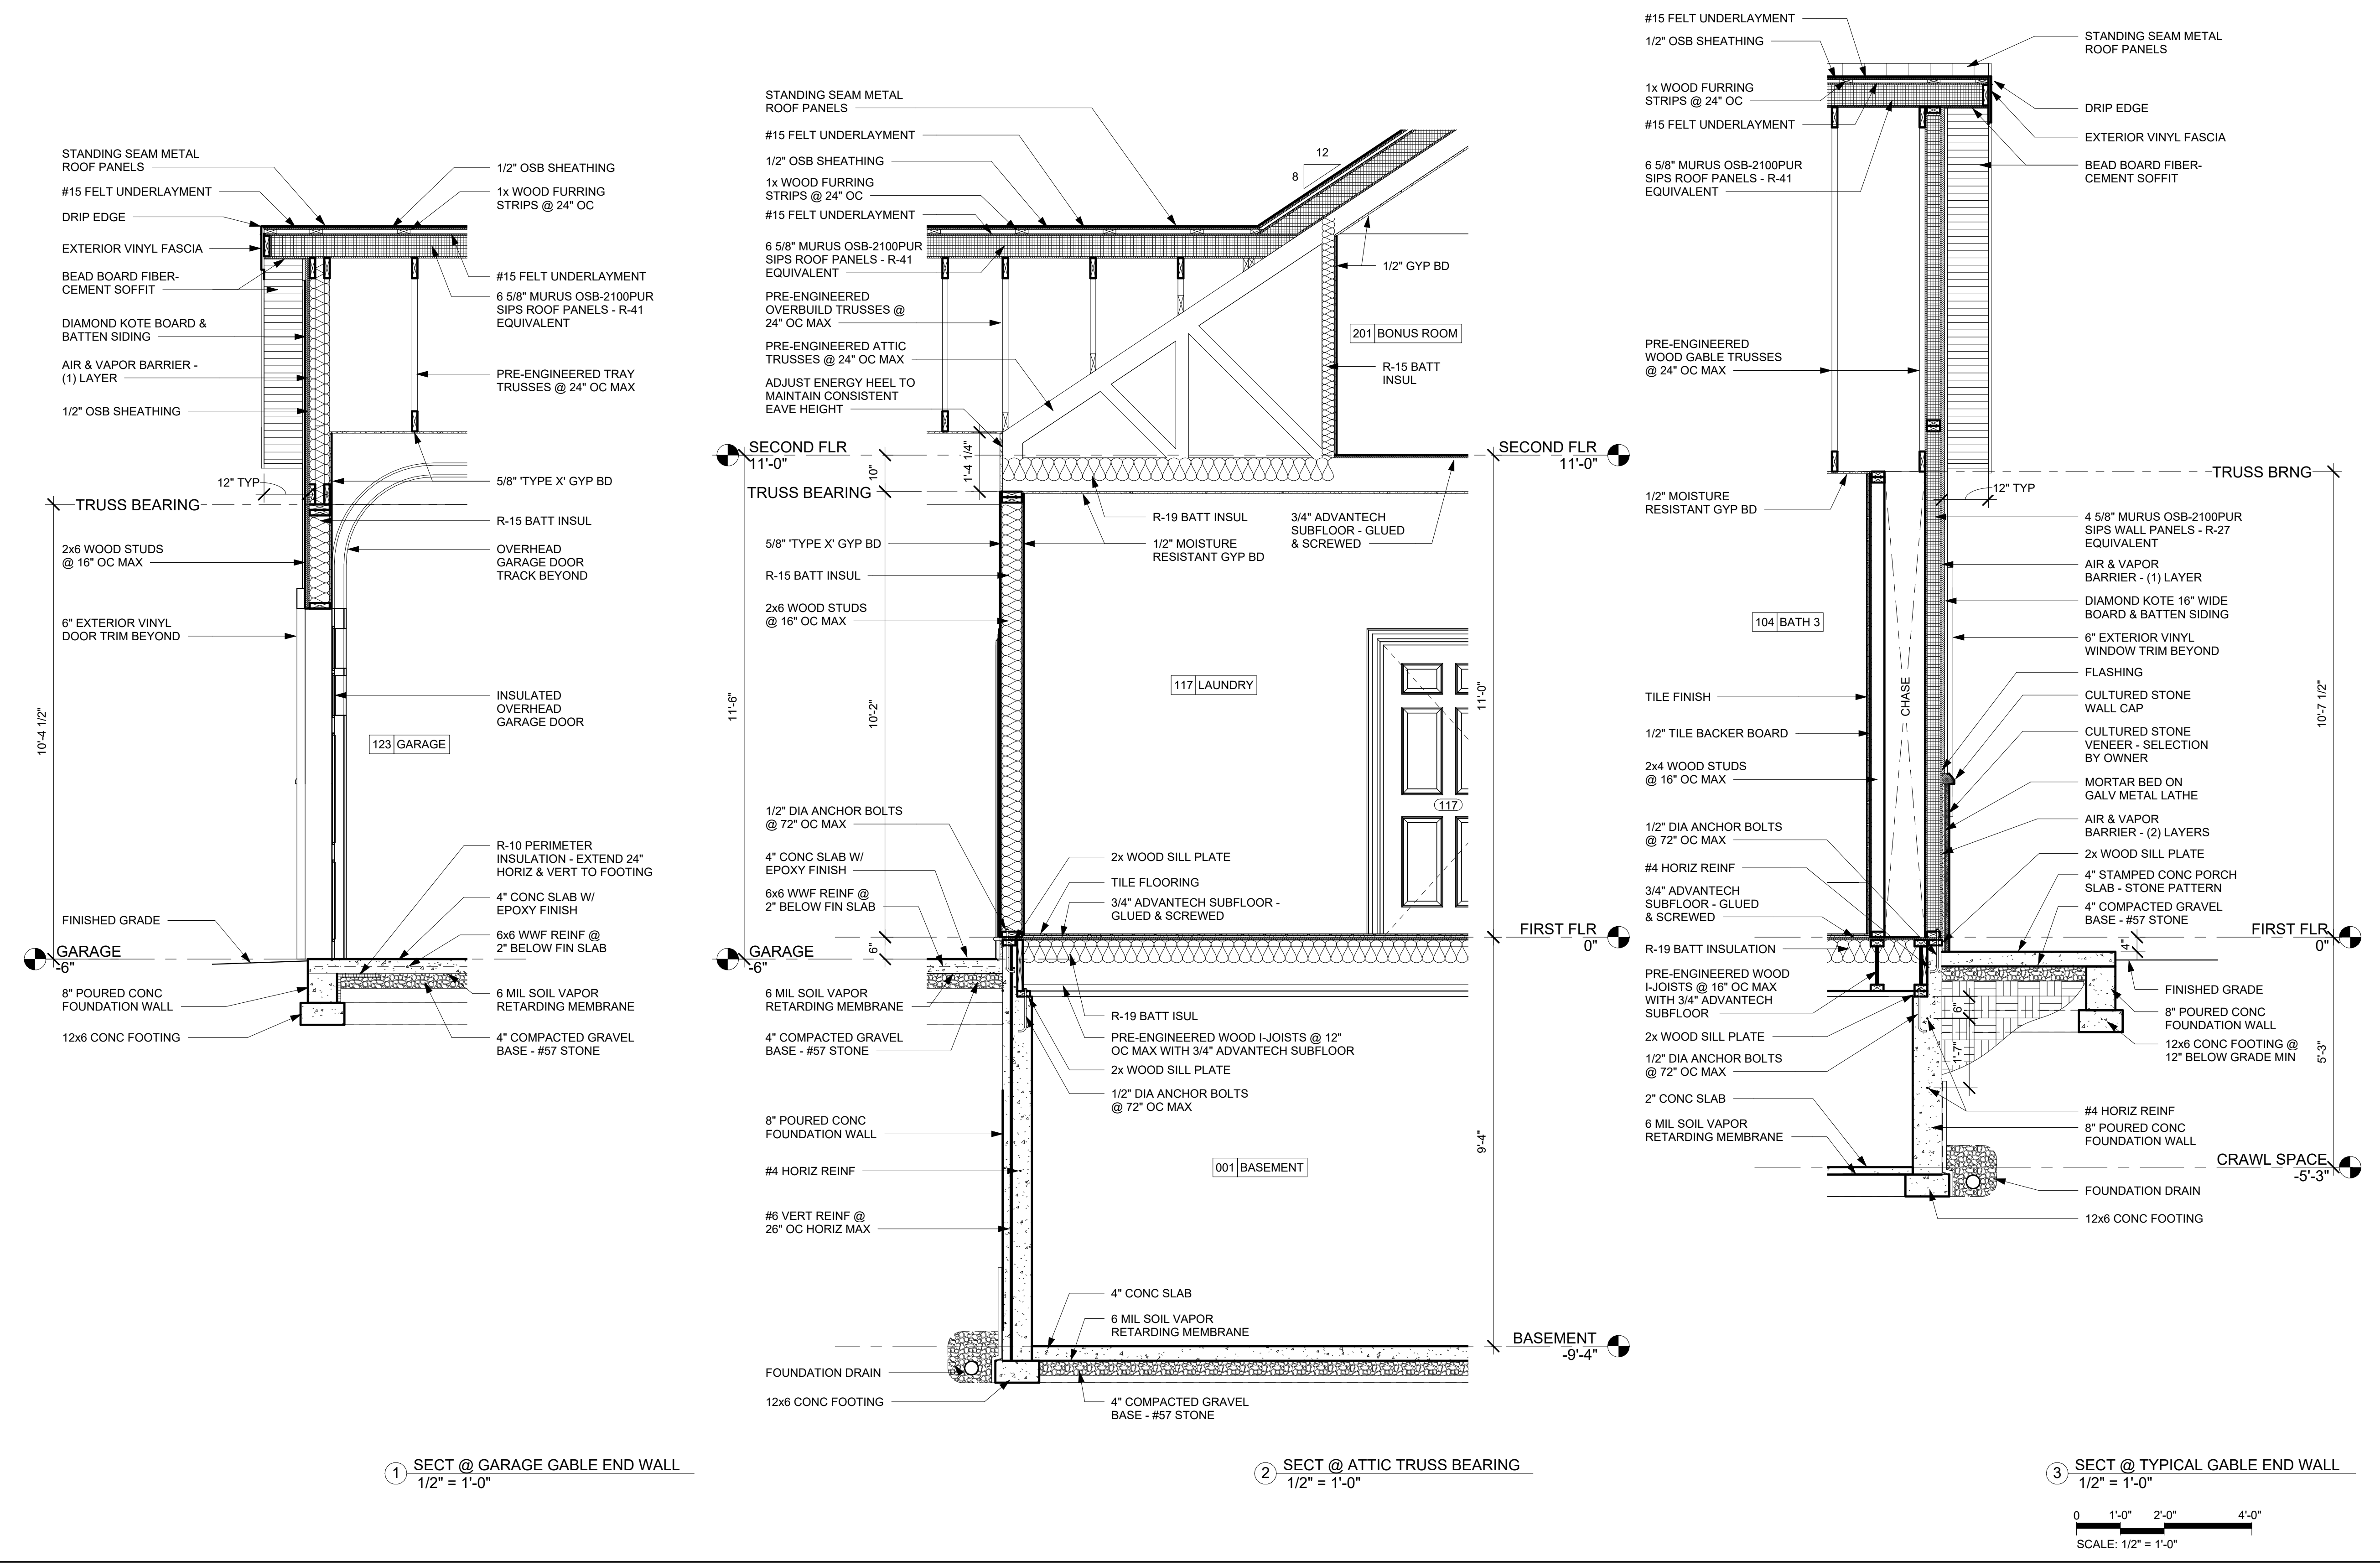 STANDING SEAM METAL
ROOF PANELS
#15 FELT UNDERLAYMENT
DRIP EDGE
EXTERIOR VINYL FASCIA
BEAD BOARD FIBER-
CEMENT SOFFIT
DIAMOND KOTE BOARD &
BATTEN SIDING
AIR & VAPOR BARRIER -
(1) LAYER
1/2" OSB SHEATHING
12" TYP
TRUSS BEARING
2x6 WOOD STUDS
@ 16" OC MAX
6" EXTERIOR VINYL
DOOR TRIM BEYOND
10'-4 1/2"
FINISHED GRADE
GARAGE
-6"
8" POURED CONC
FOUNDATION WALL
12x6 CONC FOOTING
1/2" OSB SHEATHING
1x WOOD FURRING
STRIPS @ 24" OC
#15 FELT UNDERLAYMENT
6 5/8" MURUS OSB-2100PUR
SIPS ROOF PANELS - R-41
EQUIVALENT
PRE-ENGINEERED TRAY
TRUSSES @ 24" OC MAX
5/8" 'TYPE X' GYP BD
R-15 BATT INSUL
OVERHEAD
GARAGE DOOR
TRACK BEYOND
INSULATED
OVERHEAD
GARAGE DOOR
123 GARAGE
R-10 PERIMETER
INSULATION - EXTEND 24"
HORIZ & VERT TO FOOTING
4" CONC SLAB W/
EPOXY FINISH
6x6 WWF REINF @
2" BELOW FIN SLAB
6 MIL SOIL VAPOR
RETARDING MEMBRANE
4" COMPACTED GRAVEL
BASE - #57 STONE
1 SECT @ GARAGE GABLE END WALL
1/2" = 1'-0"
STANDING SEAM METAL
ROOF PANELS
#15 FELT UNDERLAYMENT
1/2" OSB SHEATHING
1x WOOD FURRING
STRIPS @ 24" OC
#15 FELT UNDERLAYMENT
6 5/8" MURUS OSB-2100PUR
SIPS ROOF PANELS - R-41
EQUIVALENT
PRE-ENGINEERED
OVERBUILD TRUSSES @
24" OC MAX
PRE-ENGINEERED ATTIC
TRUSSES @ 24" OC MAX
ADJUST ENERGY HEEL TO
MAINTAIN CONSISTENT
EAVE HEIGHT
12
8
1/2" GYP BD
201 BONUS ROOM
R-15 BATT
INSUL
SECOND FLR
11'-0"
10"
1'-4 1/4"
SECOND FLR
11'-0"
TRUSS BEARING
R-19 BATT INSUL
1/2" MOISTURE
RESISTANT GYP BD
3/4" ADVANTECH
SUBFLOOR - GLUED
& SCREWED
5/8" 'TYPE X' GYP BD
R-15 BATT INSUL
2x6 WOOD STUDS
@ 16" OC MAX
11'-6"
10'-2"
117 LAUNDRY
11'-0"
117
1/2" DIA ANCHOR BOLTS
@ 72" OC MAX
4" CONC SLAB W/
EPOXY FINISH
6x6 WWF REINF @
2" BELOW FIN SLAB
2x WOOD SILL PLATE
TILE FLOORING
3/4" ADVANTECH SUBFLOOR -
GLUED & SCREWED
FIRST FLR
0"
GARAGE
-6"
6"
6 MIL SOIL VAPOR
RETARDING MEMBRANE
4" COMPACTED GRAVEL
BASE - #57 STONE
R-19 BATT ISUL
PRE-ENGINEERED WOOD I-JOISTS @ 12"
OC MAX WITH 3/4" ADVANTECH SUBFLOOR
2x WOOD SILL PLATE
1/2" DIA ANCHOR BOLTS
@ 72" OC MAX
8" POURED CONC
FOUNDATION WALL
#4 HORIZ REINF
#6 VERT REINF @
26" OC HORIZ MAX
001 BASEMENT
9'-4"
4" CONC SLAB
6 MIL SOIL VAPOR
RETARDING MEMBRANE
BASEMENT
-9'-4"
FOUNDATION DRAIN
12x6 CONC FOOTING
4" COMPACTED GRAVEL
BASE - #57 STONE
2 SECT @ ATTIC TRUSS BEARING
1/2" = 1'-0"
#15 FELT UNDERLAYMENT
1/2" OSB SHEATHING
1x WOOD FURRING
STRIPS @ 24" OC
#15 FELT UNDERLAYMENT
6 5/8" MURUS OSB-2100PUR
SIPS ROOF PANELS - R-41
EQUIVALENT
PRE-ENGINEERED
WOOD GABLE TRUSSES
@ 24" OC MAX
1/2" MOISTURE
RESISTANT GYP BD
104 BATH 3
TILE FINISH
CHASE
1/2" TILE BACKER BOARD
2x4 WOOD STUDS
@ 16" OC MAX
1/2" DIA ANCHOR BOLTS
@ 72" OC MAX
#4 HORIZ REINF
3/4" ADVANTECH
SUBFLOOR - GLUED
& SCREWED
R-19 BATT INSULATION
PRE-ENGINEERED WOOD
I-JOISTS @ 16" OC MAX
WITH 3/4" ADVANTECH
SUBFLOOR
2x WOOD SILL PLATE
1/2" DIA ANCHOR BOLTS
@ 72" OC MAX
2" CONC SLAB
6 MIL SOIL VAPOR
RETARDING MEMBRANE
STANDING SEAM METAL
ROOF PANELS
DRIP EDGE
EXTERIOR VINYL FASCIA
BEAD BOARD FIBER-
CEMENT SOFFIT
TRUSS BRNG
12" TYP
4 5/8" MURUS OSB-2100PUR
SIPS WALL PANELS - R-27
EQUIVALENT
AIR & VAPOR
BARRIER - (1) LAYER
DIAMOND KOTE 16" WIDE
BOARD & BATTEN SIDING
6" EXTERIOR VINYL
WINDOW TRIM BEYOND
FLASHING
CULTURED STONE
WALL CAP
CULTURED STONE
VENEER - SELECTION
BY OWNER
MORTAR BED ON
GALV METAL LATHE
AIR & VAPOR
BARRIER - (2) LAYERS
2x WOOD SILL PLATE
4" STAMPED CONC PORCH
SLAB - STONE PATTERN
4" COMPACTED GRAVEL
BASE - #57 STONE
10'-7 1/2"
FIRST FLR
0"
4"
FINISHED GRADE
8" POURED CONC
FOUNDATION WALL
12x6 CONC FOOTING @
12" BELOW GRADE MIN
6"
1'-7"
5'-3"
#4 HORIZ REINF
8" POURED CONC
FOUNDATION WALL
CRAWL SPACE
-5'-3"
FOUNDATION DRAIN
12x6 CONC FOOTING
3 SECT @ TYPICAL GABLE END WALL
1/2" = 1'-0"
0 1'-0" 2'-0" 4'-0"
SCALE: 1/2" = 1'-0"